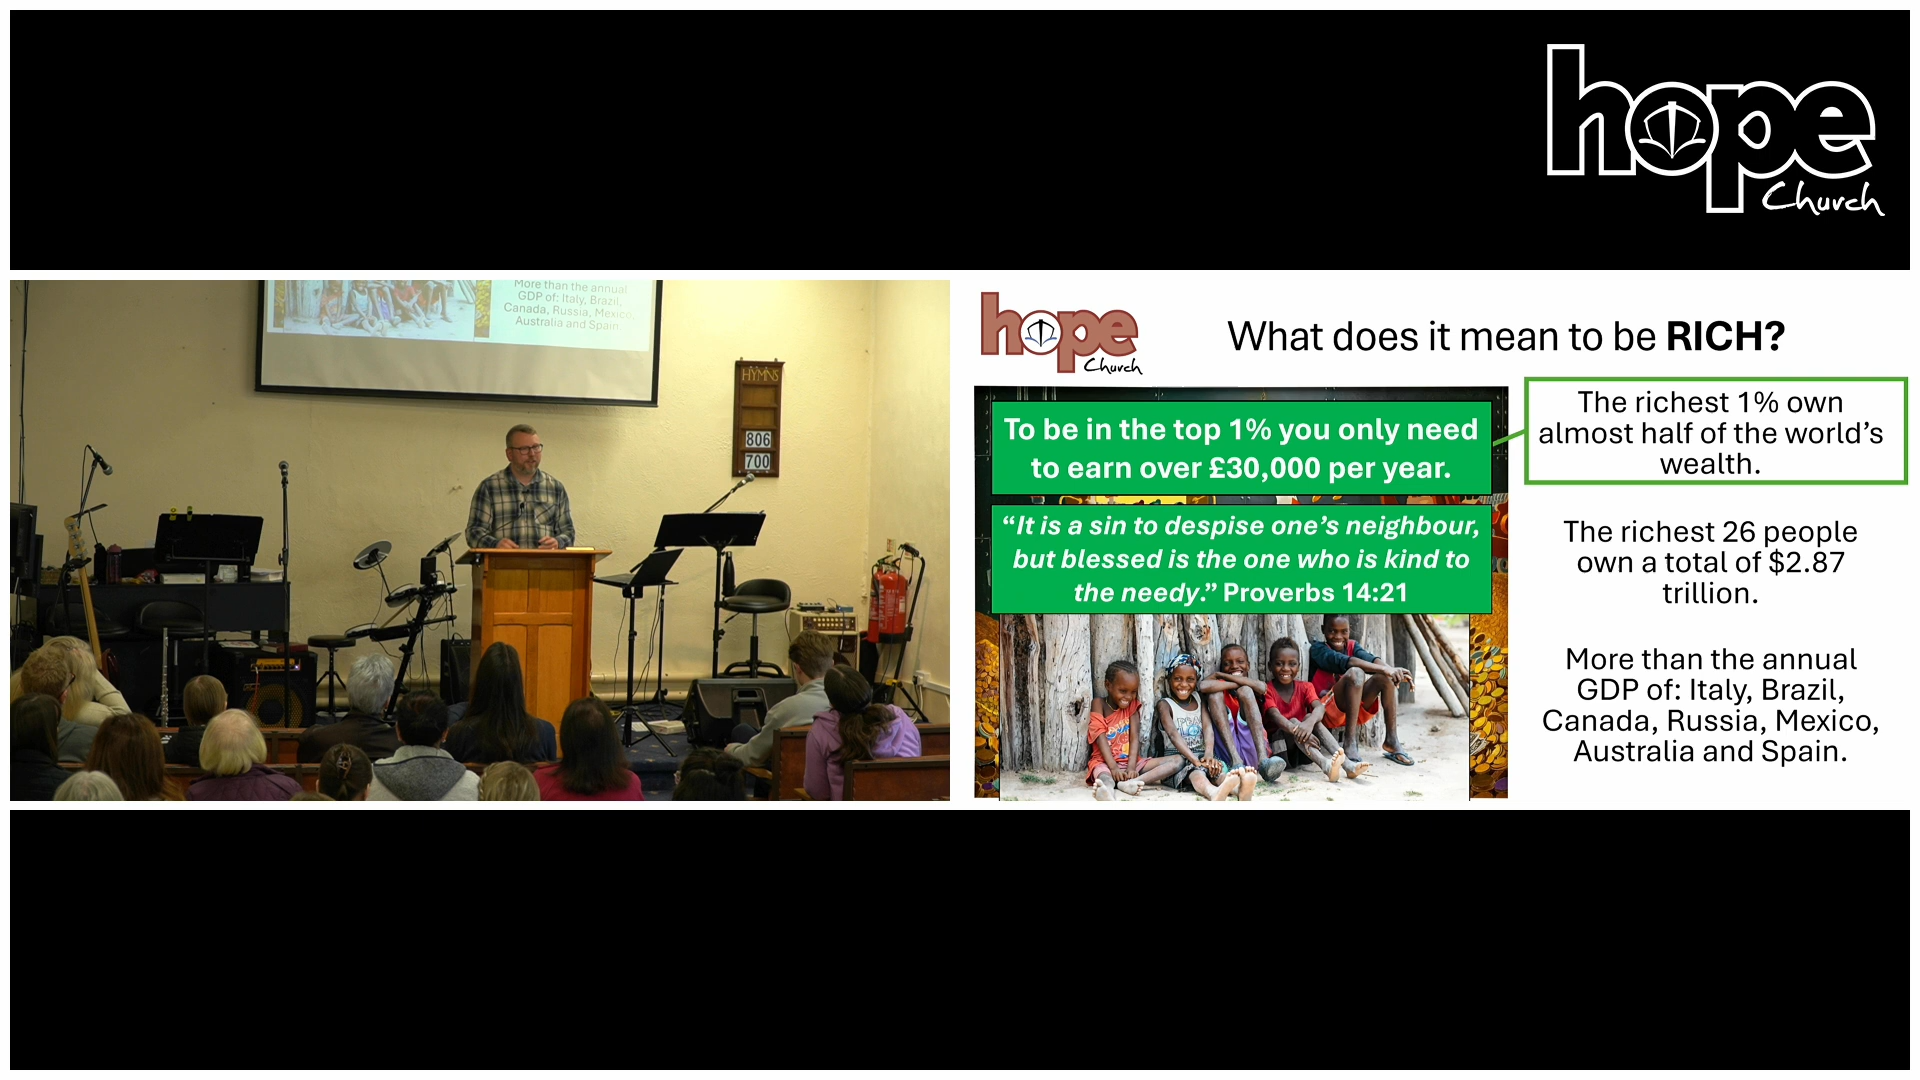 hope
Church
More than the annual
GDP of: Italy, Brazil,
Canada, Russia, Mexico,
Australia and Spain.
HYMNS
806
700
hope
Church
What does it mean to be RICH?
To be in the top 1% you only need
to earn over £30,000 per year.
“It is a sin to despise one’s neighbour,
but blessed is the one who is kind to
the needy.” Proverbs 14:21
The richest 1% own
almost half of the world’s
wealth.
The richest 26 people
own a total of $2.87
trillion.
More than the annual
GDP of: Italy, Brazil,
Canada, Russia, Mexico,
Australia and Spain.